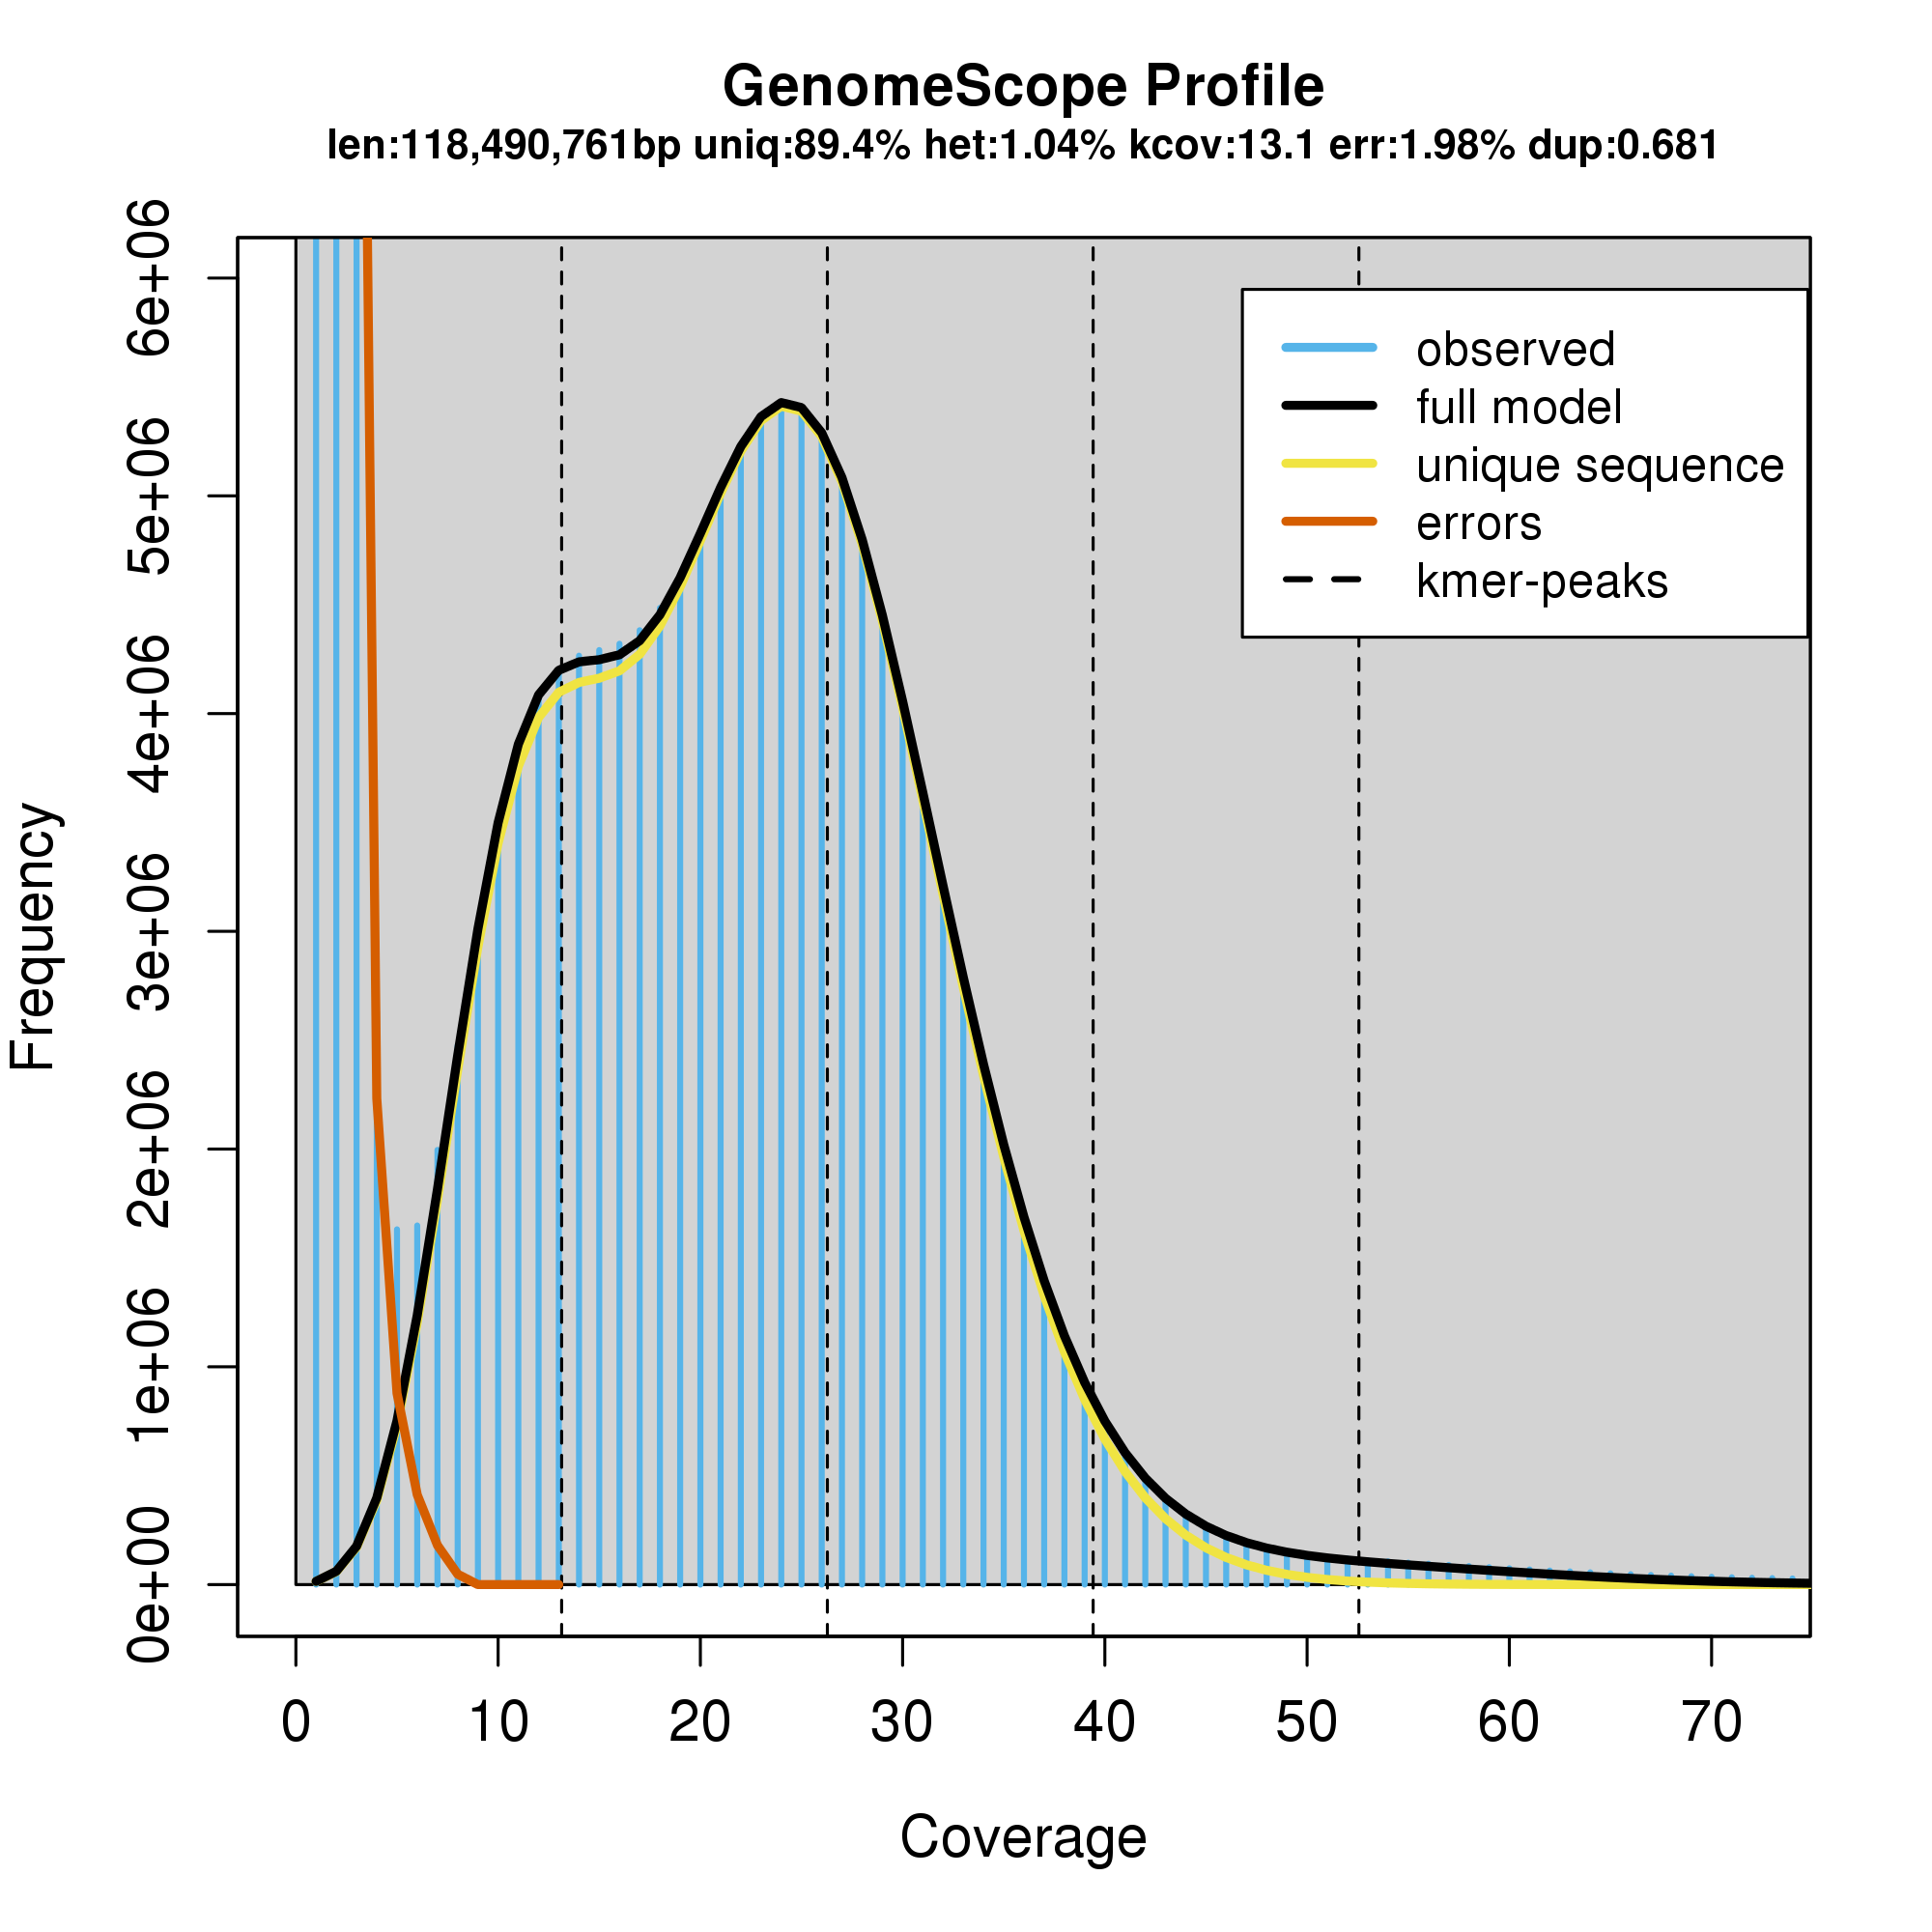 GenomeScope Profile
len:118,490,761bp uniq:89.4% het:1.04% kcov:13.1 err:1.98% dup:0.681
6e+06
5e+06
4e+06
3e+06
2e+06
1e+06
0e+00
Frequency
observed
full model
unique sequence
errors
kmer-peaks
0 10 20 30 40 50 60 70
Coverage